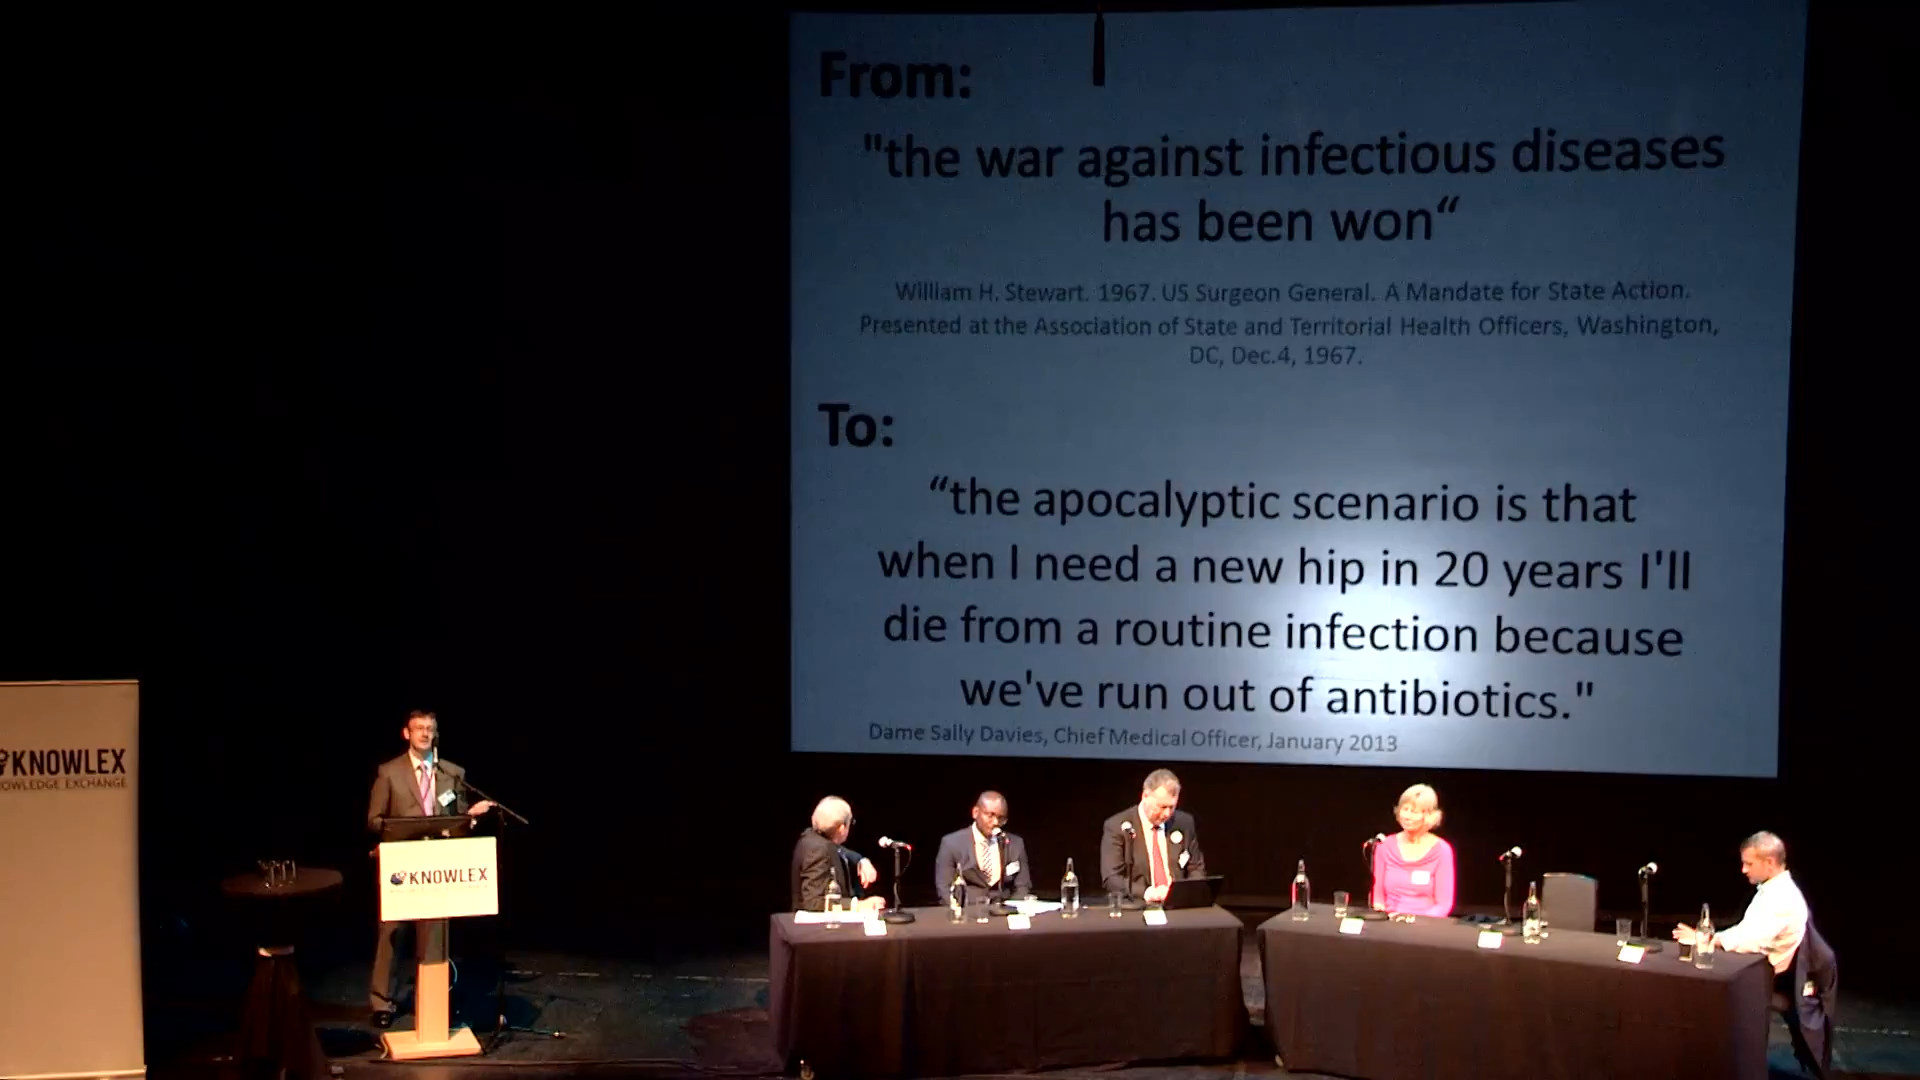 From:
"the war against infectious diseases
has been won“
William H. Stewart. 1967. US Surgeon General. A Mandate for State Action.
Presented at the Association of State and Territorial Health Officers, Washington,
DC, Dec.4, 1967.
To:
“the apocalyptic scenario is that
when I need a new hip in 20 years I'll
die from a routine infection because
we've run out of antibiotics."
Dame Sally Davies, Chief Medical Officer, January 2013
KNOWLEX
OWLEDGE EXCHANGE
KNOWLEX